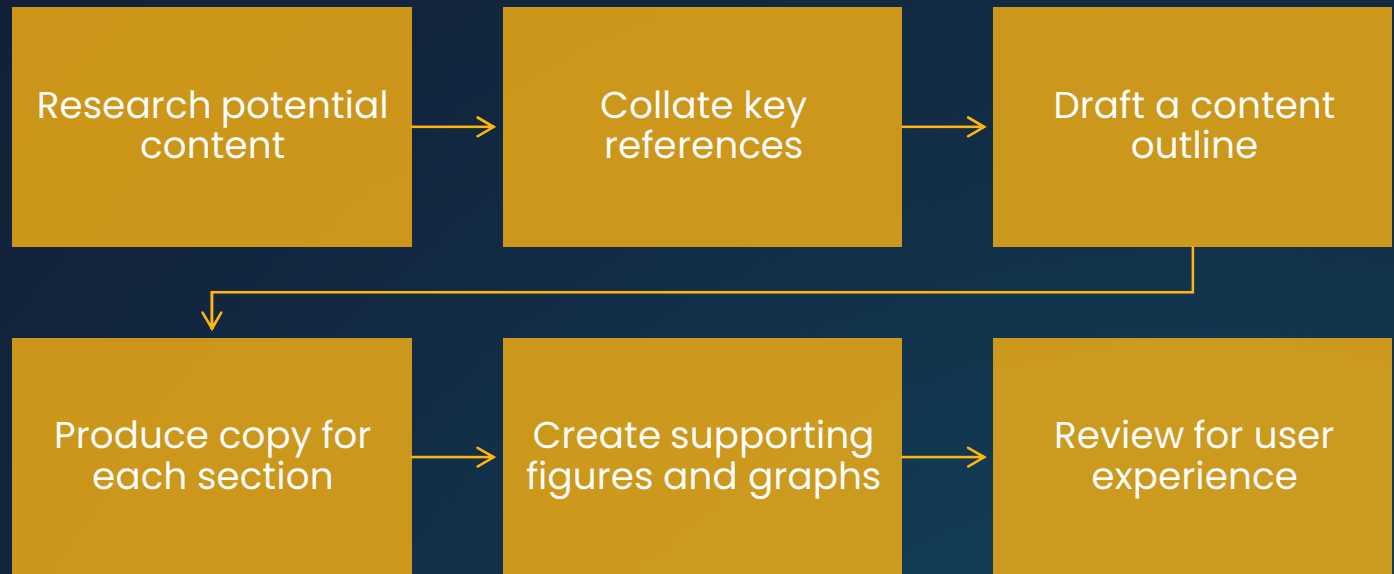 Research potential
content
Collate key
references
Draft a content
outline
Produce copy for
each section
Create supporting
figures and graphs
Review for user
experience